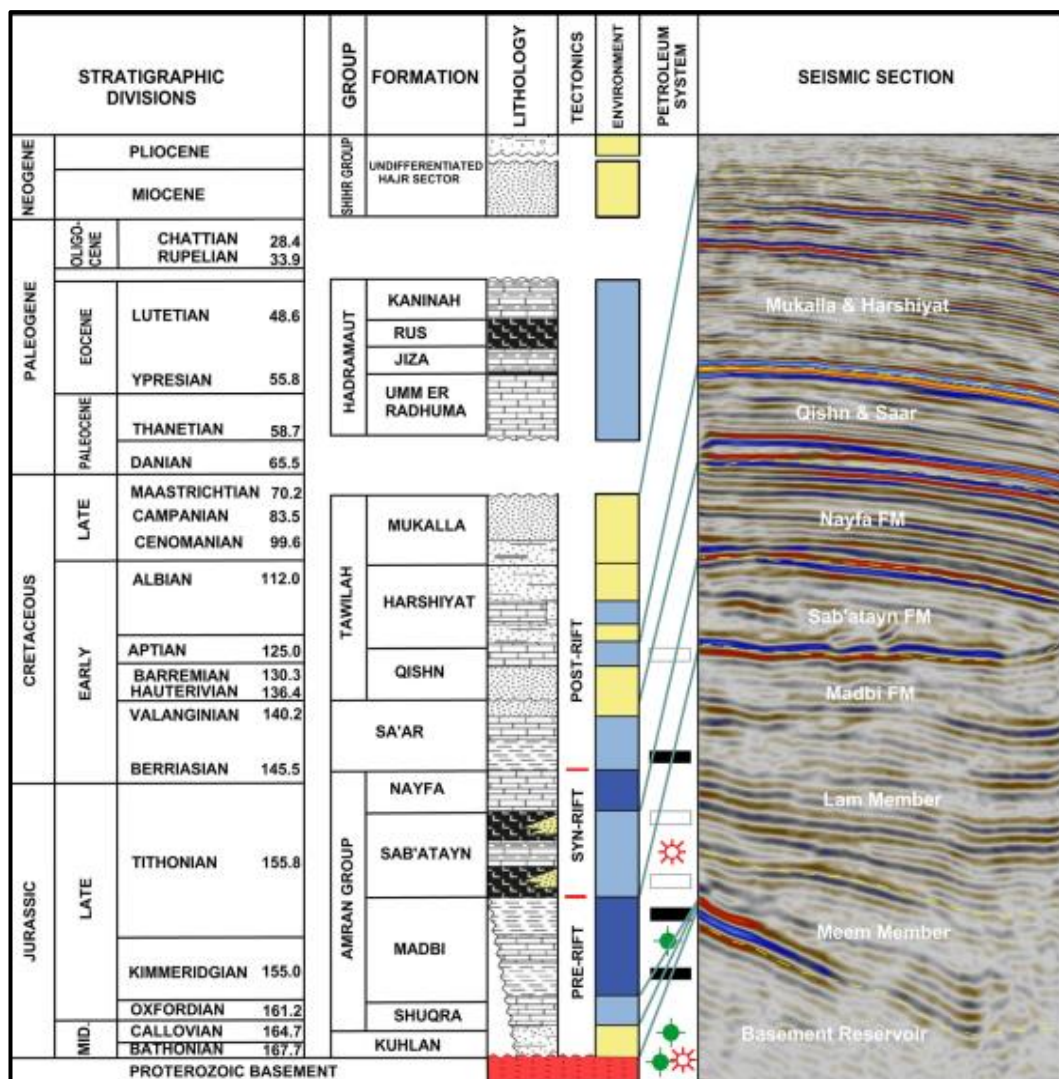 STRATIGRAPHIC
DIVISIONS
GROUP
FORMATION
LITHOLOGY
TECTONICS
ENVIRONMENT
PETROLEUM
SYSTEM
SEISMIC SECTION
NEOGENE
PLIOCENE
MIOCENE
SHIHR GROUP
UNDIFFERENTIATED
HAJR SECTOR
PALEOGENE
OLIGO-
CENE
CHATTIAN 28.4
RUPELIAN 33.9
EOCENE
LUTETIAN 48.6
YPRESIAN 55.8
PALEOCENE
THANETIAN 58.7
DANIAN 65.5
HADRAMAUT
KANINAH
RUS
JIZA
UMM ER
RADHUMA
CRETACEOUS
LATE
MAASTRICHTIAN 70.2
CAMPANIAN 83.5
CENOMANIAN 99.6
EARLY
ALBIAN 112.0
APTIAN 125.0
BARREMIAN 130.3
HAUTERIVIAN 136.4
VALANGINIAN 140.2
BERRIASIAN 145.5
TAWILAH
MUKALLA
HARSHIYAT
QISHN
SA'AR
JURASSIC
LATE
TITHONIAN 155.8
KIMMERIDGIAN 155.0
OXFORDIAN 161.2
MID.
CALLOVIAN 164.7
BATHONIAN 167.7
PROTEROZOIC BASEMENT
AMRAN GROUP
NAYFA
SAB'ATAYN
MADBI
SHUQRA
KUHLAN
POST-RIFT
SYN-RIFT
PRE-RIFT
Mukalla & Harshiyat
Qishn & Saar
Nayfa FM
Sab'atayn FM
Madbi FM
Lam Member
Meem Member
Basement Reservoir